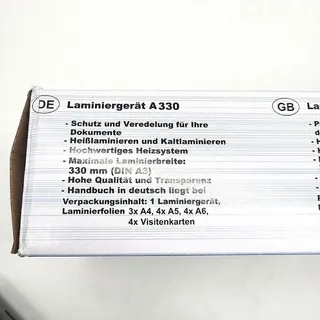 DE Laminiergerät A330
- Schutz und Veredelung für Ihre
Dokumente
- Heißlaminieren und Kaltlaminieren
- Hochwertiges Heizsystem
- Maximale Laminierbreite:
330 mm (DIN A3)
- Hohe Qualität und Transparenz
- Handbuch in deutsch liegt bei
Verpackungsinhalt: 1 Laminiergerät,
Laminierfolien 3x A4, 4x A5, 4x A6,
4x Visitenkarten
GB La